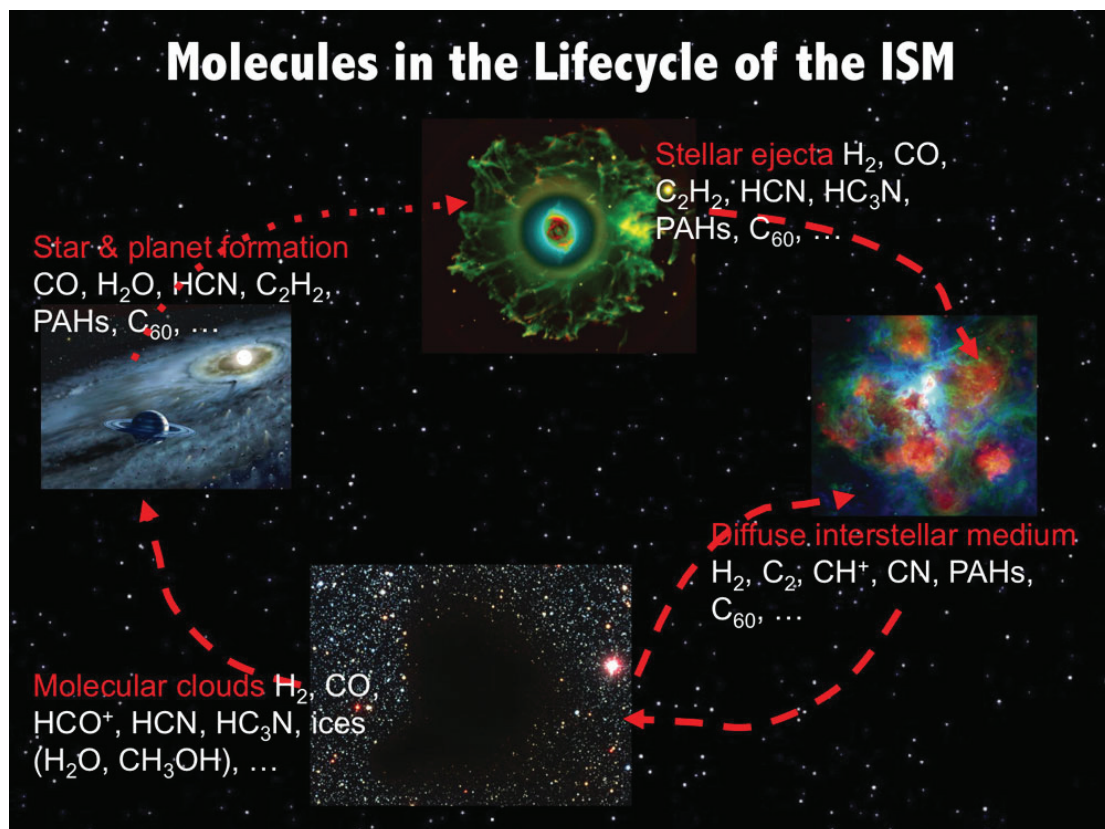 Molecules in the Lifecycle of the ISM
Stellar ejecta H₂, CO,
C₂H₂, HCN, HC₃N,
PAHs, C₆₀, …
Star & planet formation
CO, H₂O, HCN, C₂H₂,
PAHs, C₆₀, …
Diffuse interstellar medium
H₂, C₂, CH⁺, CN, PAHs,
C₆₀, …
Molecular clouds H₂, CO,
HCO⁺, HCN, HC₃N, ices
(H₂O, CH₃OH), …